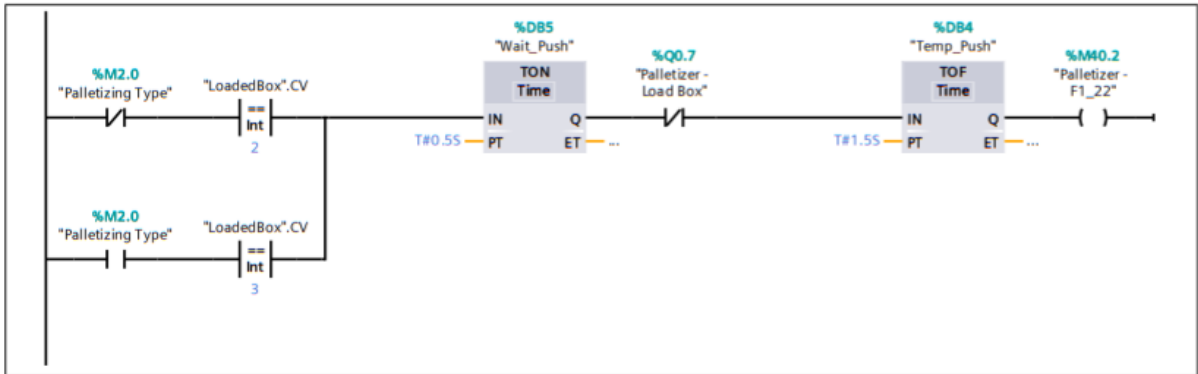 %M2.0
"Palletizing Type"
"LoadedBox".CV
==
Int
2
%DB5
"Wait_Push"
TON
Time
IN
Q
T#0.5S
PT
ET
...
%Q0.7
"Palletizer -
Load Box"
%DB4
"Temp_Push"
TOF
Time
IN
Q
T#1.5S
PT
ET
...
%M40.2
"Palletizer -
F1_22"
%M2.0
"Palletizing Type"
"LoadedBox".CV
==
Int
3